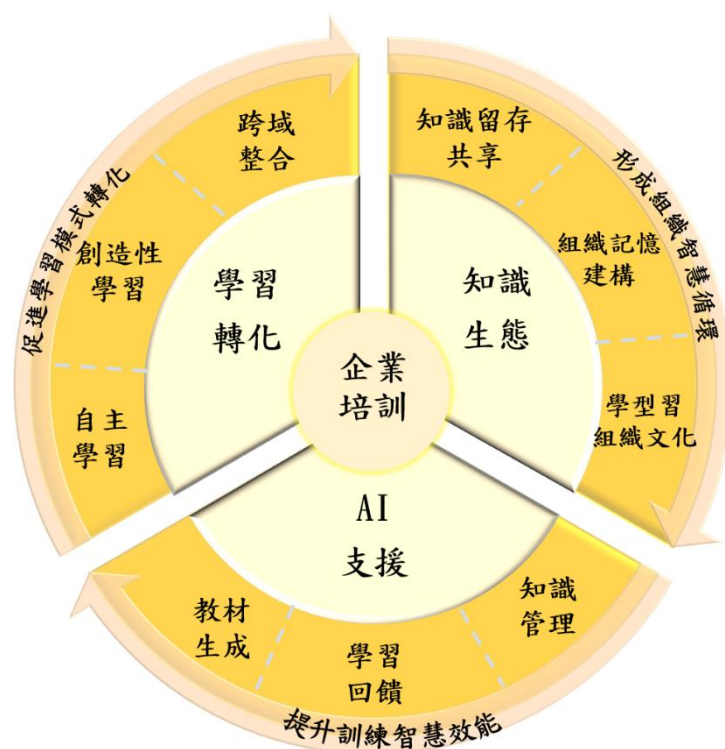 企業
培訓
學習
轉化
跨域
整合
創造性
學習
自主
學習
促進學習模式轉化
知識
生態
知識留存
共享
組織記憶
建構
學型習
組織文化
形成組織智慧循環
AI
支援
教材
生成
學習
回饋
知識
管理
提升訓練智慧效能